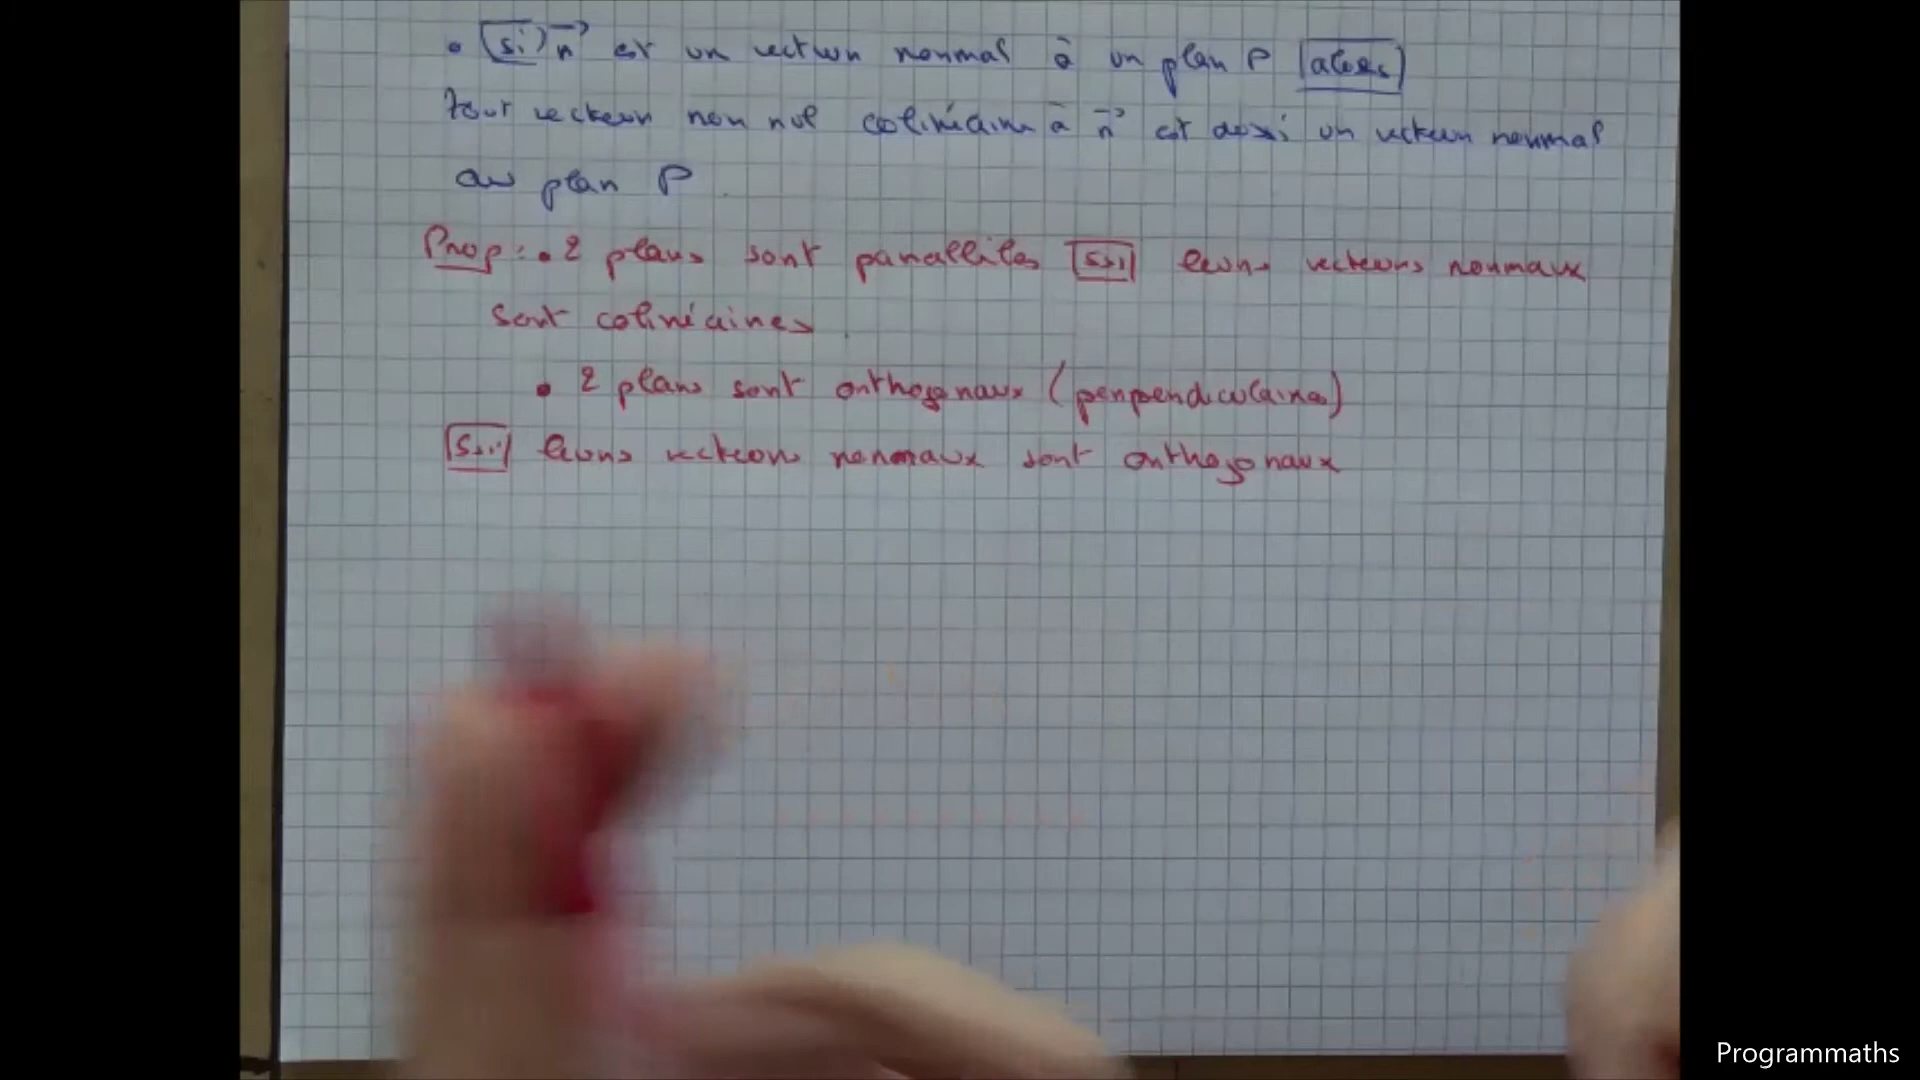 • si n⃗ est un vecteur normal à un plan P alors
tout vecteur non nul colinéaire à n⃗ est aussi un vecteur normal
au plan P.
Prop : • 2 plans sont parallèles ssi leurs vecteurs normaux
sont colinéaires.
• 2 plans sont orthogonaux (perpendiculaires)
ssi leurs vecteurs normaux sont orthogonaux
Programmaths